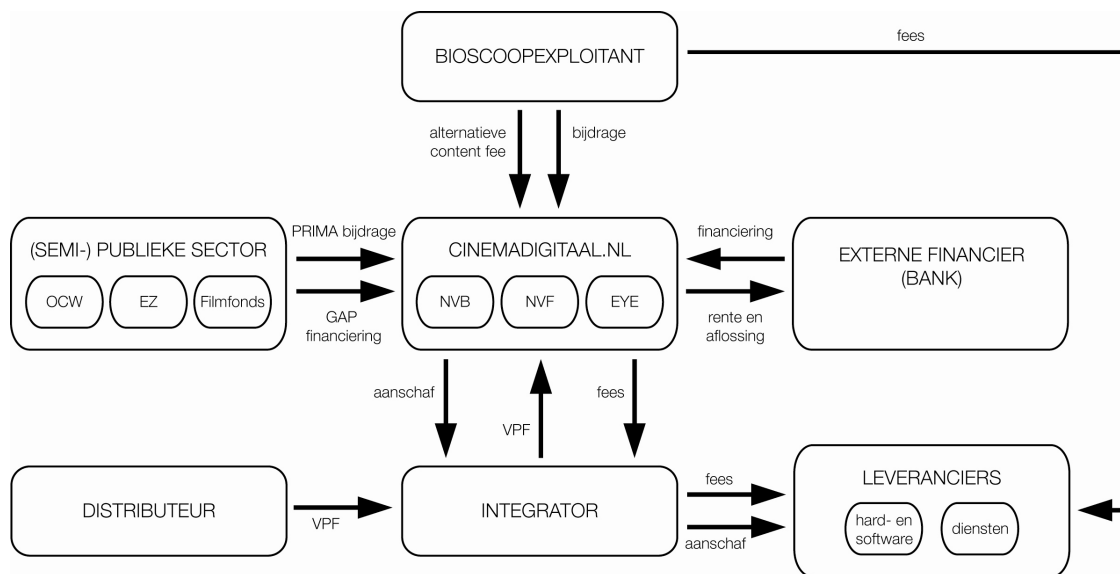 BIOSCOOPEXPLOITANT
fees
alternatieve
content fee
bijdrage
(SEMI-) PUBLIEKE SECTOR
OCW
EZ
Filmfonds
PRIMA bijdrage
GAP
financiering
CINEMADIGITAAL.NL
NVB
NVF
EYE
financiering
rente en
aflossing
EXTERNE FINANCIER
(BANK)
aanschaf
VPF
fees
DISTRIBUTEUR
VPF
INTEGRATOR
fees
aanschaf
LEVERANCIERS
hard- en
software
diensten